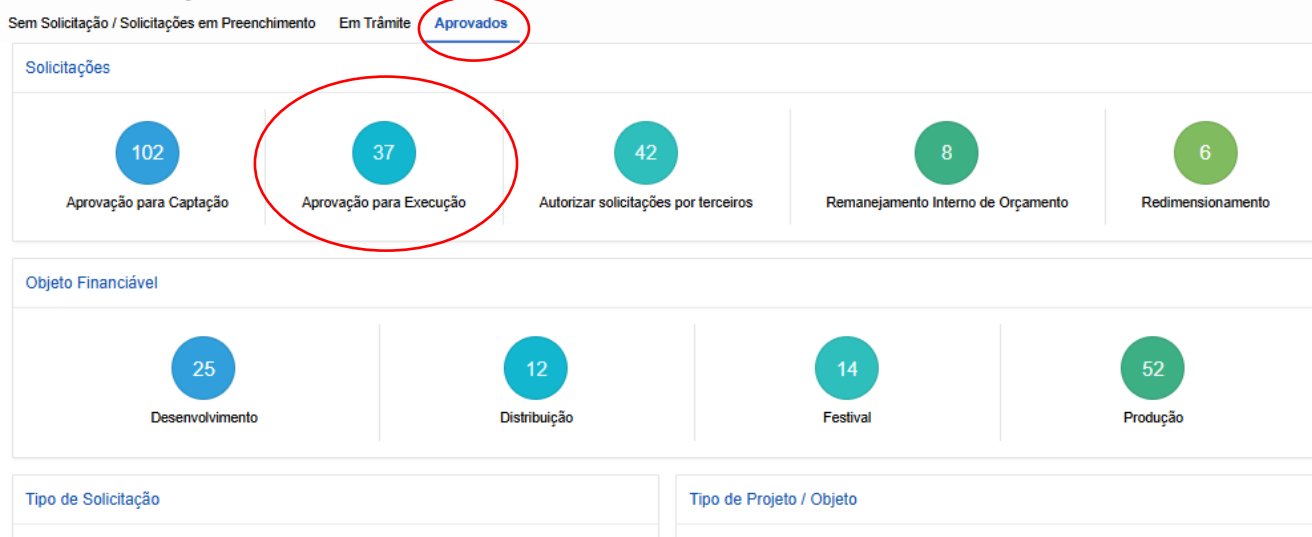 Sem Solicitação / Solicitações em Preenchimento Em Trâmite Aprovados
Solicitações
102 37 42 8 6
Aprovação para Captação Aprovação para Execução Autorizar solicitações por terceiros Remanejamento Interno de Orçamento Redimensionamento
Objeto Financiável
25 12 14 52
Desenvolvimento Distribuição Festival Produção
Tipo de Solicitação Tipo de Projeto / Objeto